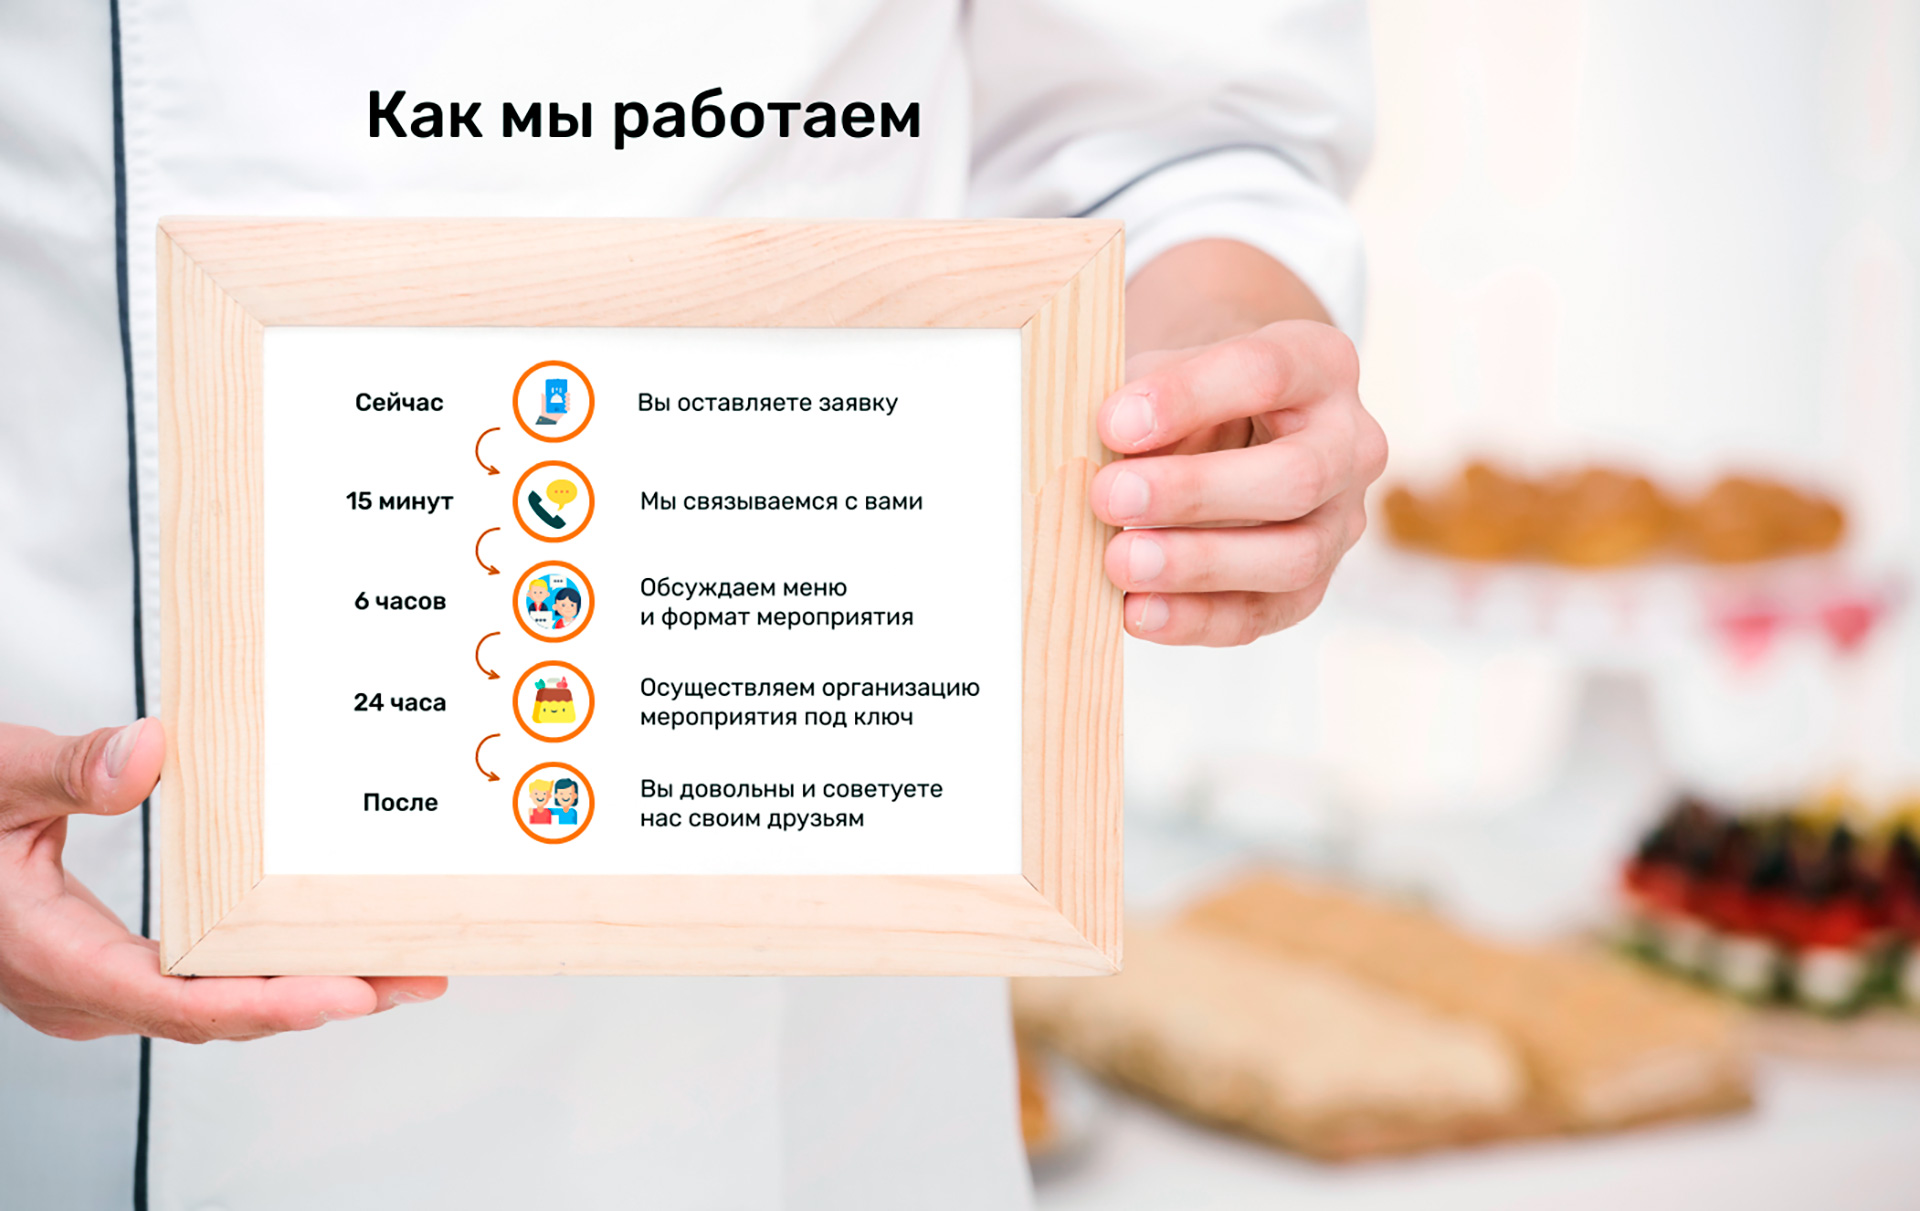 Как мы работаем
Сейчас
Вы оставляете заявку
15 минут
Мы связываемся с вами
6 часов
Обсуждаем меню
и формат мероприятия
24 часа
Осуществляем организацию
мероприятия под ключ
После
Вы довольны и советуете
нас своим друзьям